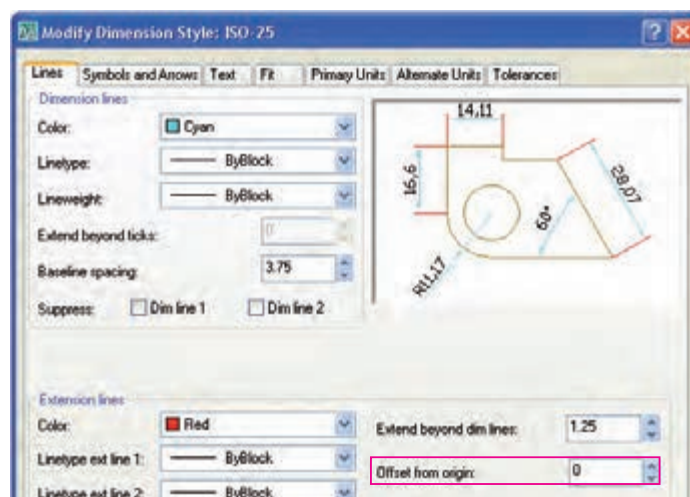 Modify Dimension Style: ISO-25
Lines Symbols and Arrows Text Fit Primary Units Alternate Units Tolerances
Dimension lines
Color: Cyan
Linetype: ByBlock
Lineweight: ByBlock
Extend beyond ticks: 0
Baseline spacing: 3.75
Suppress: Dim line 1 Dim line 2
14,11
16,6
28,07
60°
R11,17
Extension lines
Color: Red
Linetype ext line 1: ByBlock
Linetype ext line 2: ByBlock
Extend beyond dim lines: 1.25
Offset from origin: 0